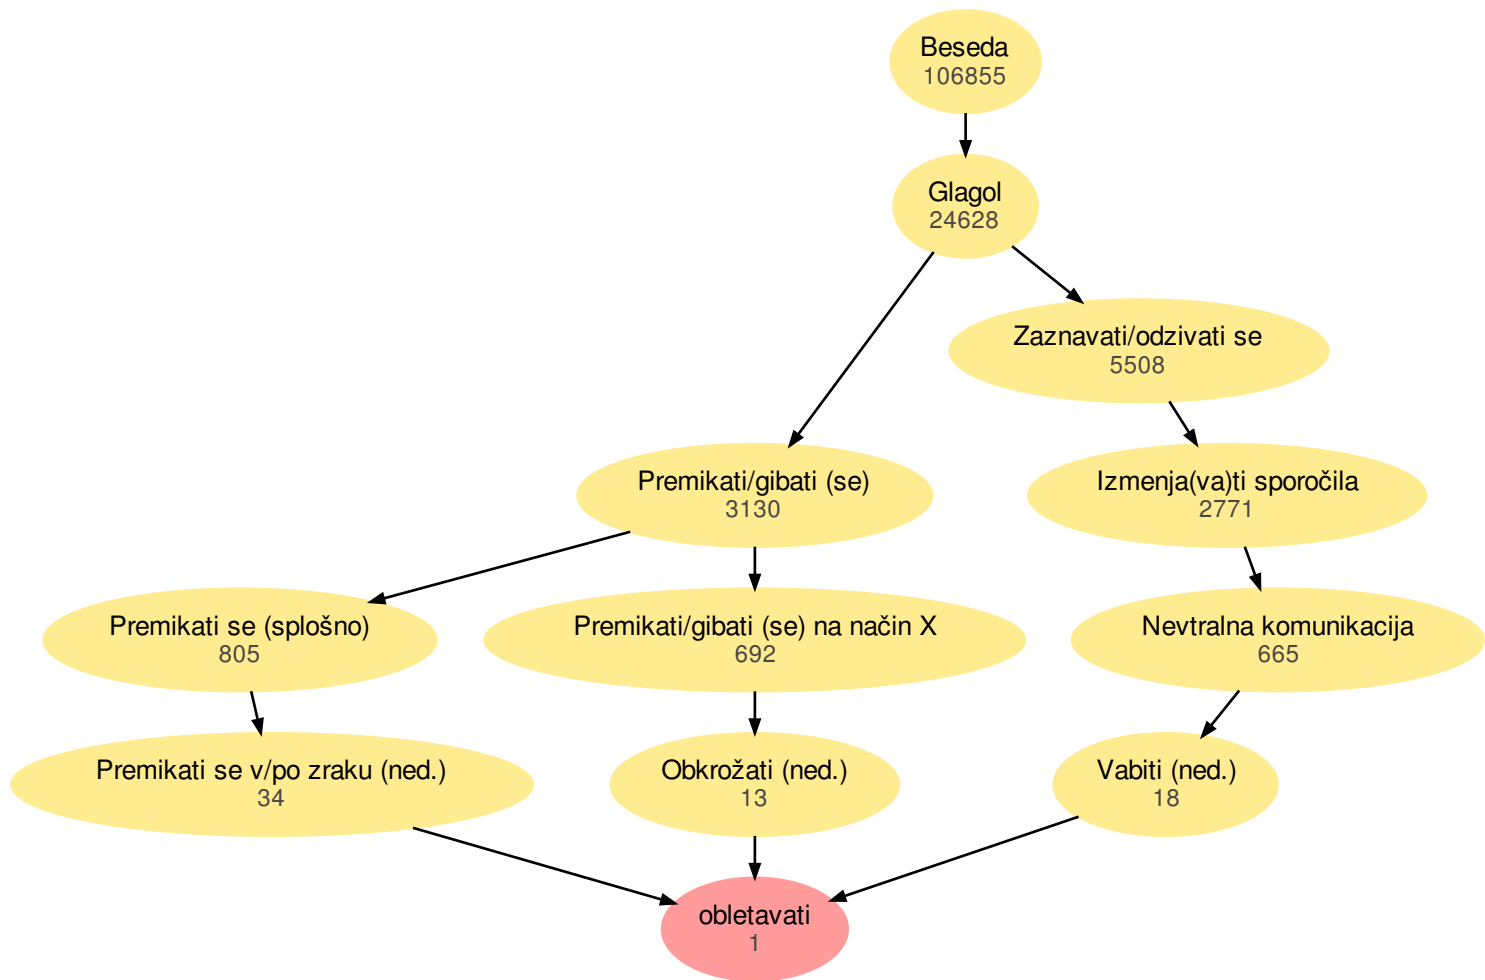 Beseda
106855
Glagol
24628
Zaznavati/odzivati se
5508
Premikati/gibati (se)
3130
Izmenja(va)ti sporočila
2771
Premikati se (splošno)
805
Premikati/gibati (se) na način X
692
Nevtralna komunikacija
665
Premikati se v/po zraku (ned.)
34
Obkrožati (ned.)
13
Vabiti (ned.)
18
obletavati
1